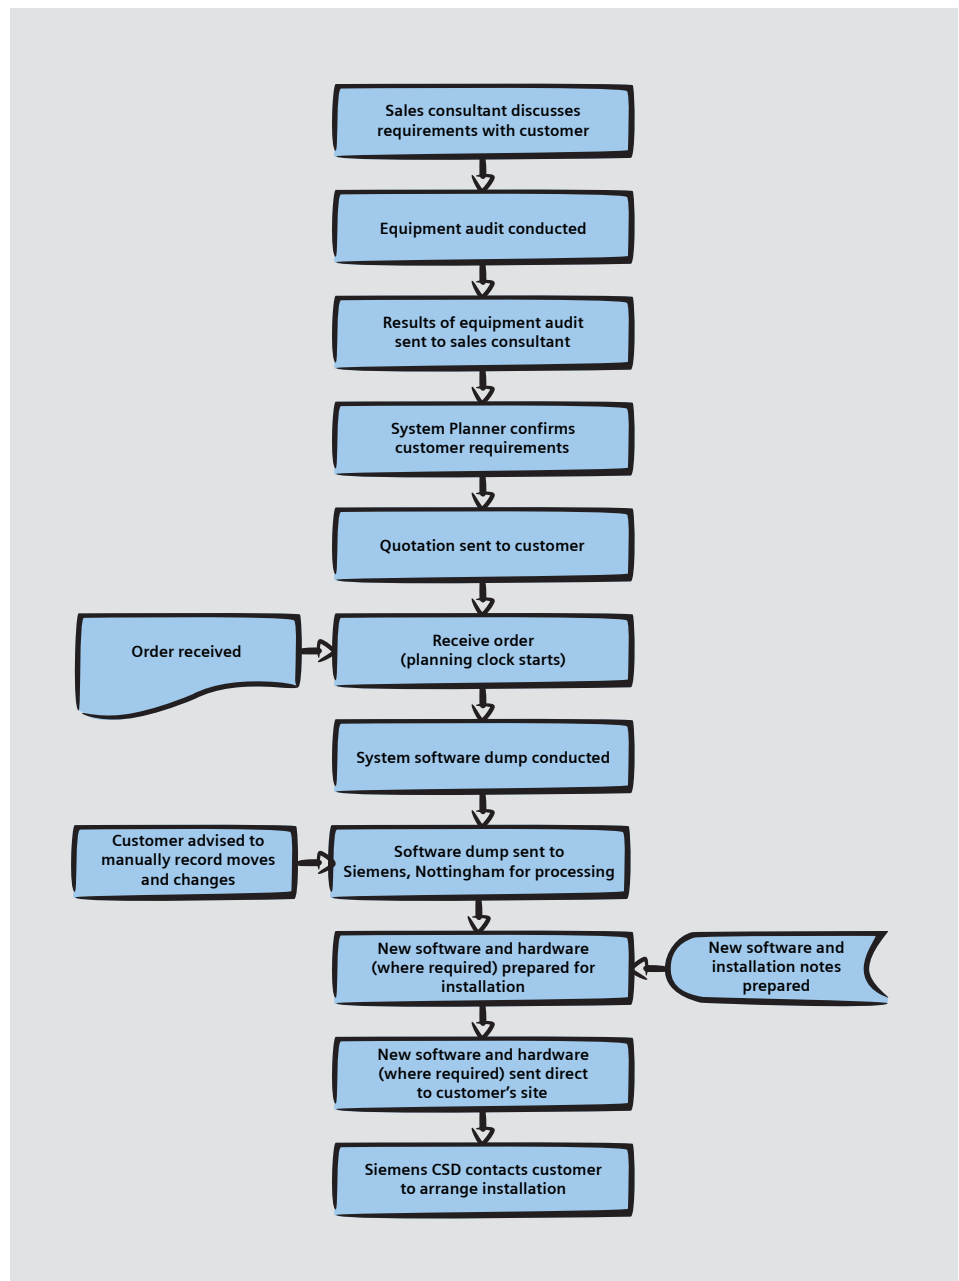 Sales consultant discusses
requirements with customer
Equipment audit conducted
Results of equipment audit
sent to sales consultant
System Planner confirms
customer requirements
Quotation sent to customer
Order received
Receive order
(planning clock starts)
System software dump conducted
Customer advised to
manually record moves
and changes
Software dump sent to
Siemens, Nottingham for processing
New software and hardware
(where required) prepared for
installation
New software and
installation notes
prepared
New software and hardware
(where required) sent direct
to customer’s site
Siemens CSD contacts customer
to arrange installation